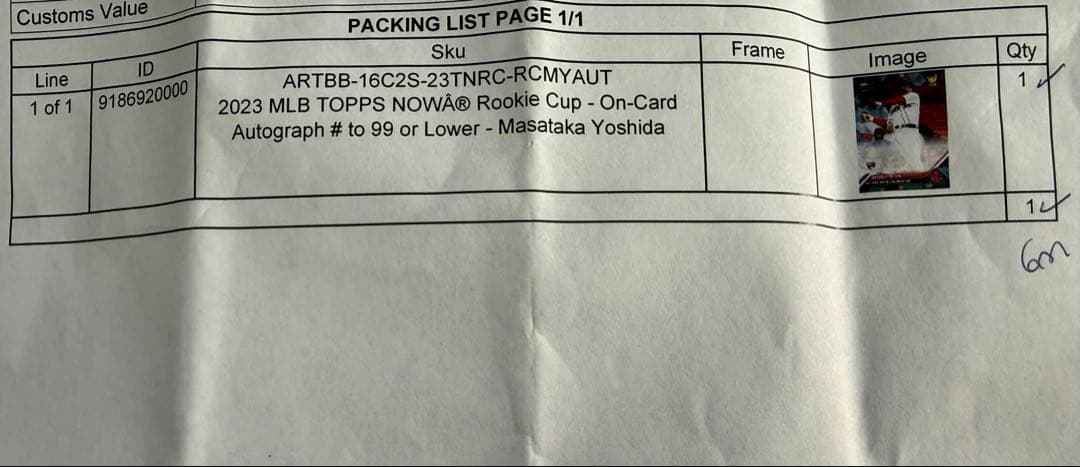 Customs Value
PACKING LIST PAGE 1/1
Line
ID
Sku
Frame
Image
Qty
1 of 1
9186920000
ARTBB-16C2S-23TNRC-RCMYAUT
2023 MLB TOPPS NOWÂ® Rookie Cup - On-Card
Autograph # to 99 or Lower - Masataka Yoshida
1
1